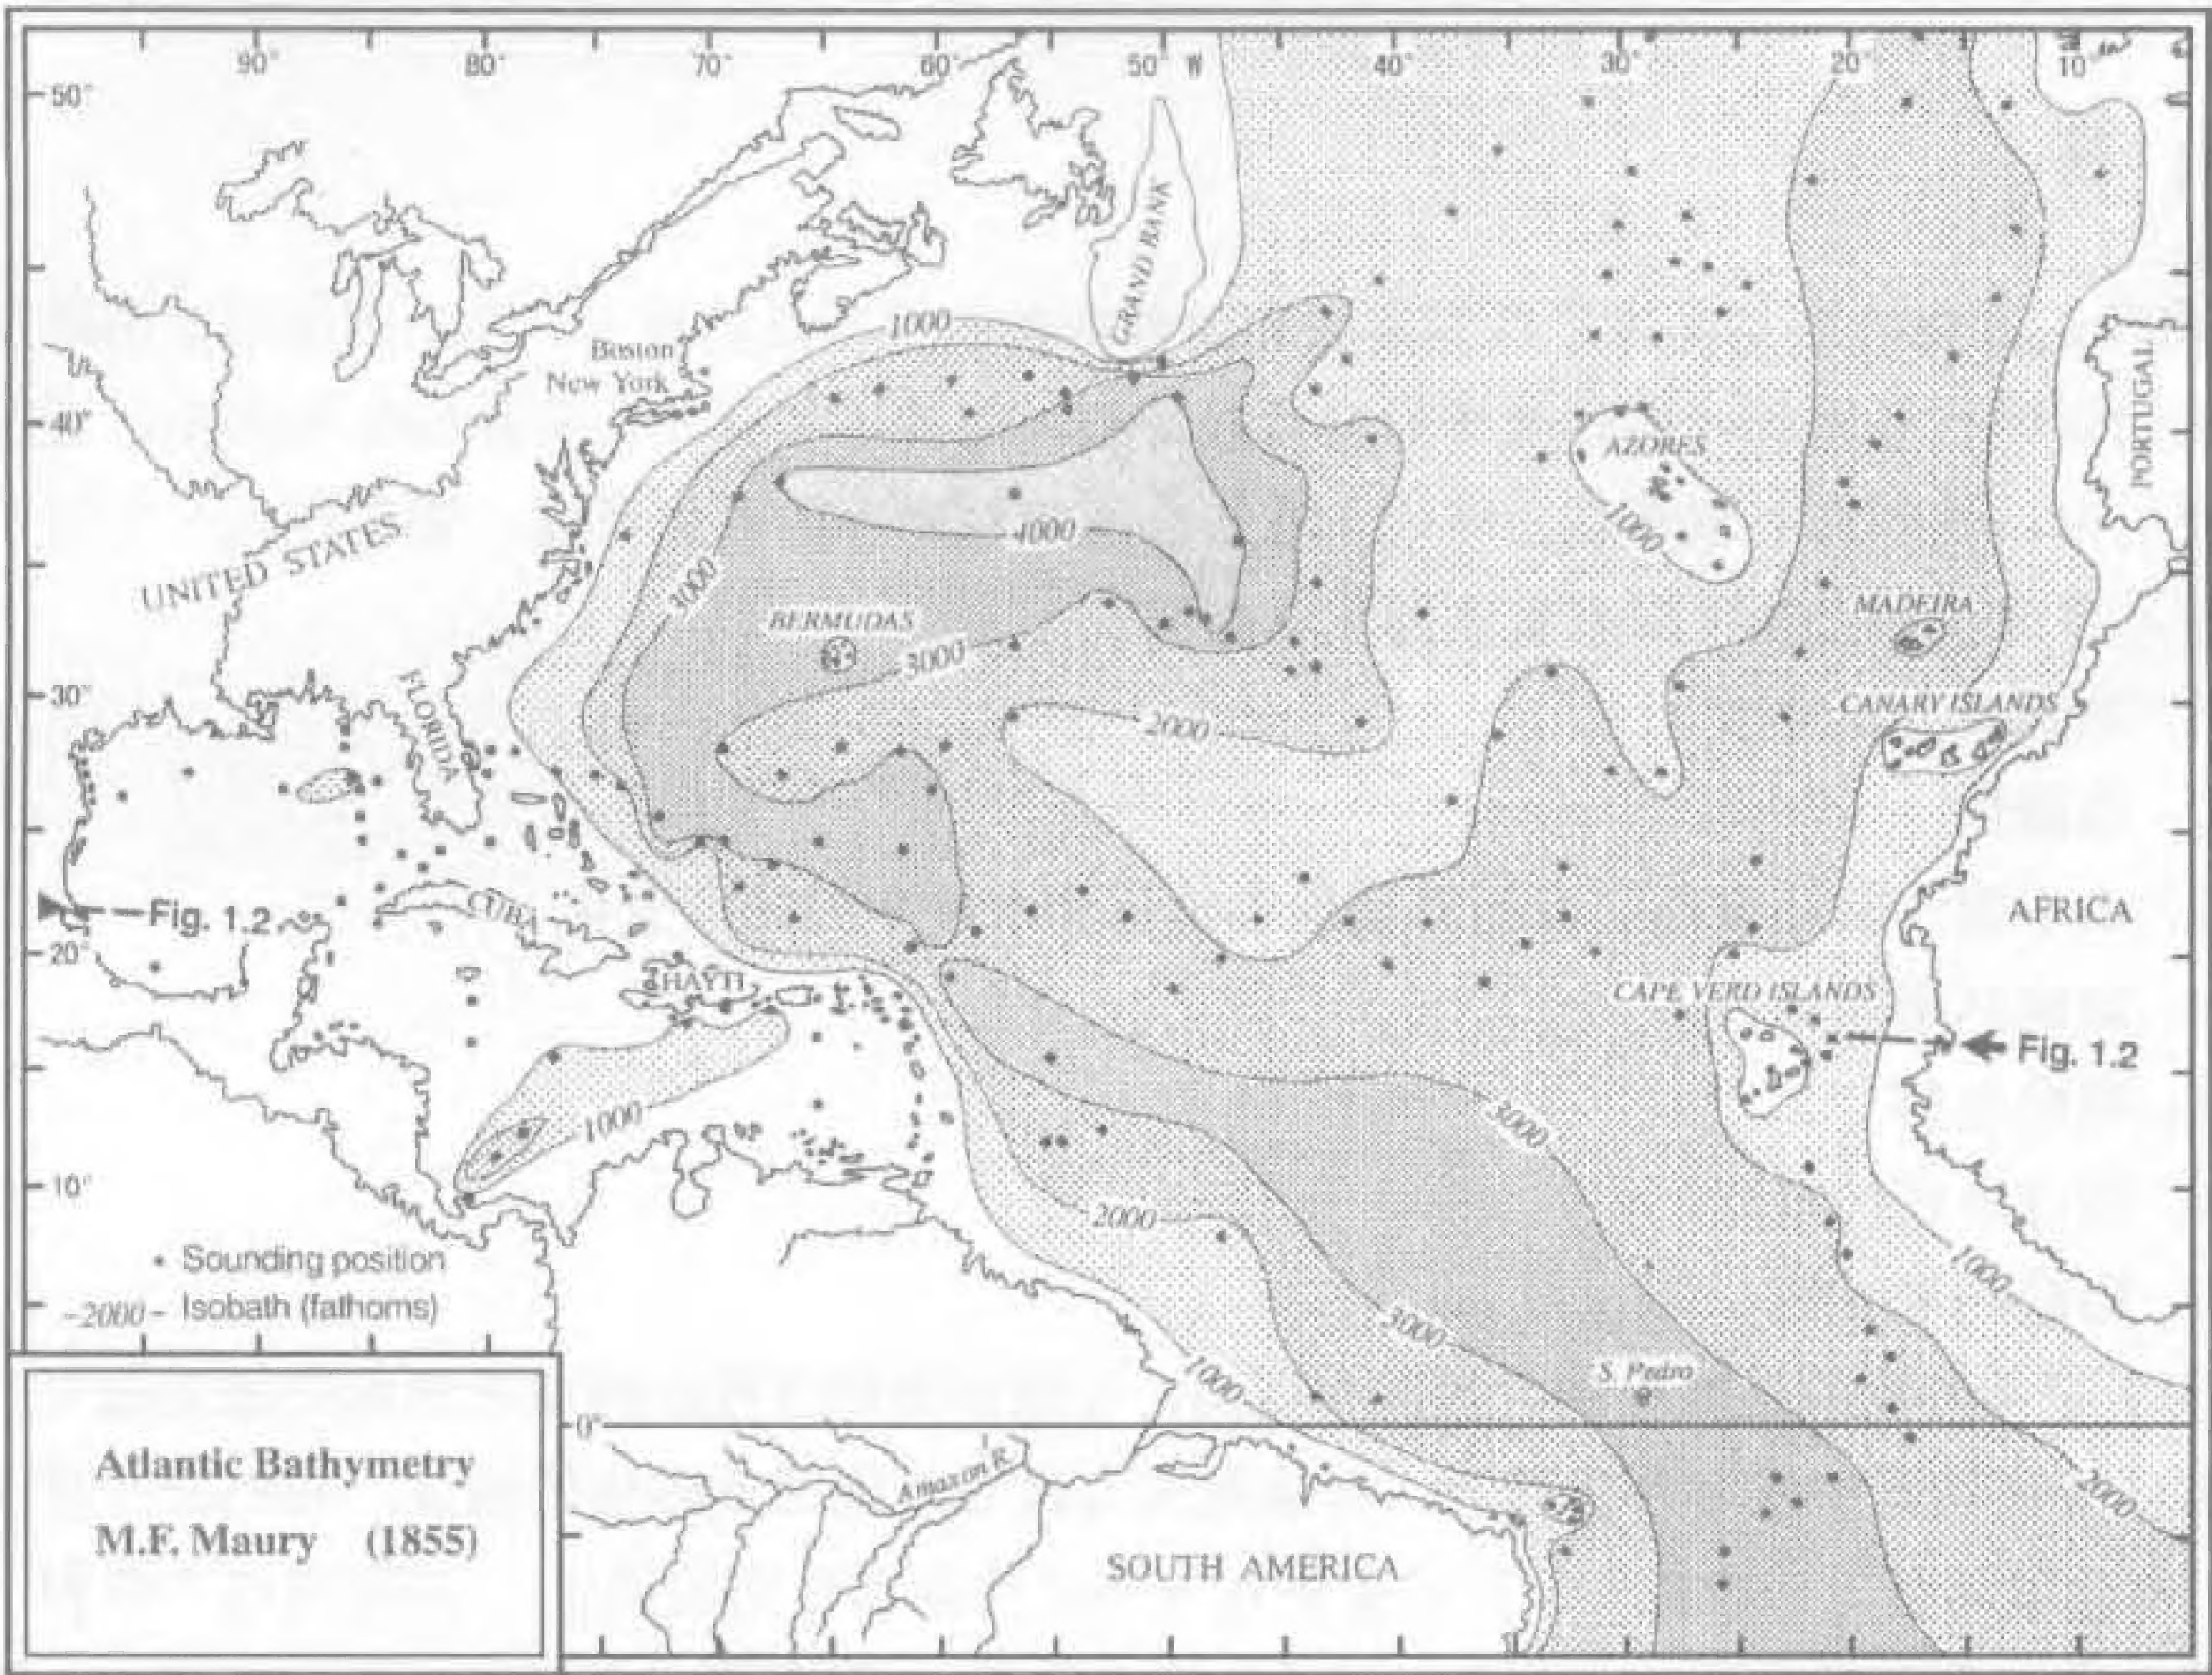 90° 80° 70° 60° 50° W 40° 30° 20° 10°
50°
GRAND BANK
1000
Boston
New York
40°
PORTUGAL
AZORES
1000
4000
UNITED STATES
3000
MADEIRA
BERMUDAS
3000
30°
FLORIDA
CANARY ISLANDS
2000
Fig. 1.2
CUBA
AFRICA
20°
HAYTI
CAPE VERD ISLANDS
Fig. 1.2
1000
3000
10°
2000
1000
• Sounding position
-2000- Isobath (fathoms)
3000
1000
S. Pedro
0°
2000
Amaxon R.
Atlantic Bathymetry
M.F. Maury (1855)
SOUTH AMERICA